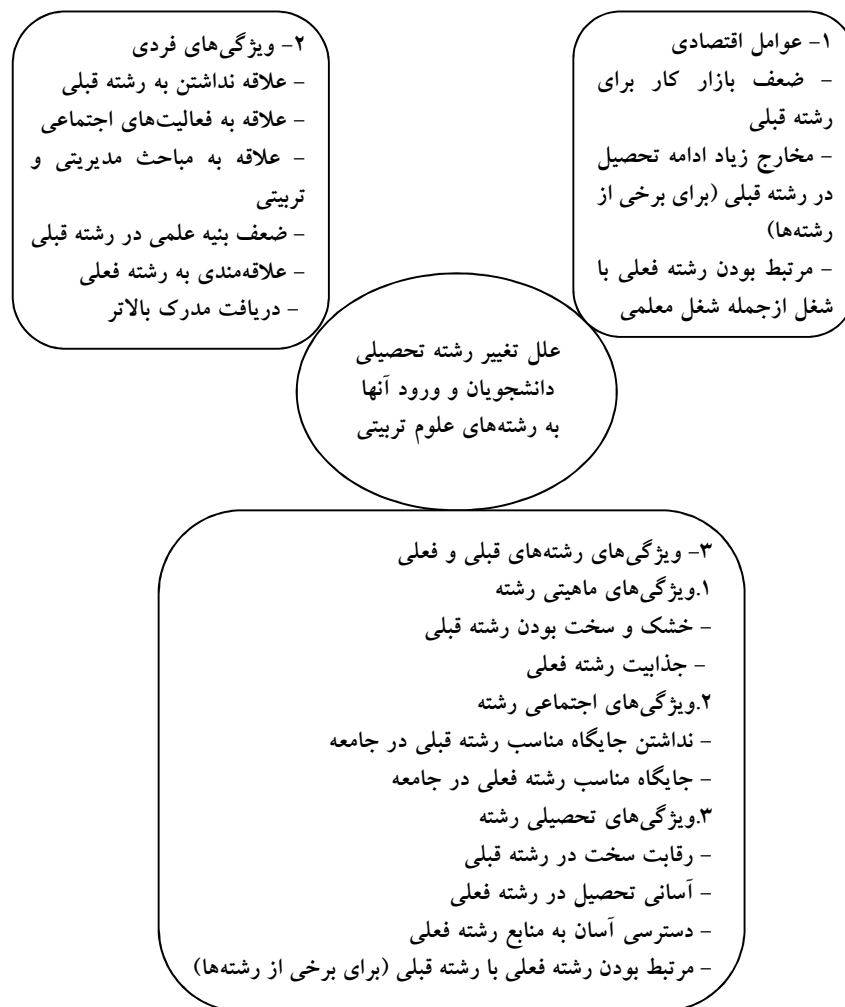 ۱- عوامل اقتصادی
- ضعف بازار کار برای
رشته قبلی
- مخارج زیاد ادامه تحصیل
در رشته قبلی (برای برخی از
رشته‌ها)
- مرتبط بودن رشته فعلی با
شغل ازجمله شغل معلمی
۲- ویژگی‌های فردی
- علاقه نداشتن به رشته قبلی
- علاقه به فعالیت‌های اجتماعی
- علاقه به مباحث مدیریتی و
تربیتی
- ضعف بنیه علمی در رشته قبلی
- علاقه‌مندی به رشته فعلی
- دریافت مدرک بالاتر
علل تغییر رشته تحصیلی
دانشجویان و ورود آنها
به رشته‌های علوم تربیتی
۳- ویژگی‌های رشته‌های قبلی و فعلی
۱.ویژگی‌های ماهیتی رشته
- خشک و سخت بودن رشته قبلی
- جذابیت رشته فعلی
۲.ویژگی‌های اجتماعی رشته
- نداشتن جایگاه مناسب رشته قبلی در جامعه
- جایگاه مناسب رشته فعلی در جامعه
۳.ویژگی‌های تحصیلی رشته
- رقابت سخت در رشته قبلی
- آسانی تحصیل در رشته فعلی
- دسترسی آسان به منابع رشته فعلی
- مرتبط بودن رشته فعلی با رشته قبلی (برای برخی از رشته‌ها)